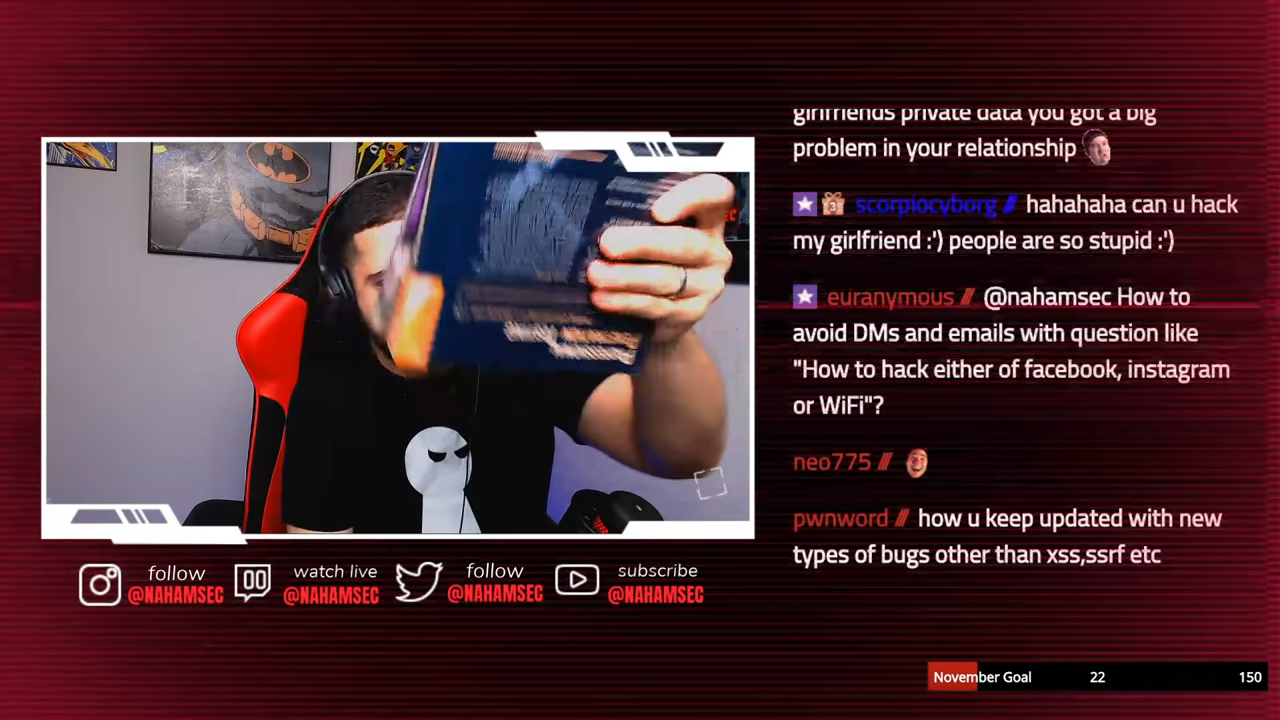 girlfriends private data you got a big
problem in your relationship
3 scorpiocyborg // hahahaha can u hack
my girlfriend :') people are so stupid :')
euranymous // @nahamsec How to
avoid DMs and emails with question like
"How to hack either of facebook, instagram
or WiFi"?
neo775 //
pwnword // how u keep updated with new
types of bugs other than xss,ssrf etc
follow
@NAHAMSEC
watch live
@NAHAMSEC
follow
@NAHAMSEC
subscribe
@NAHAMSEC
November Goal 22 150